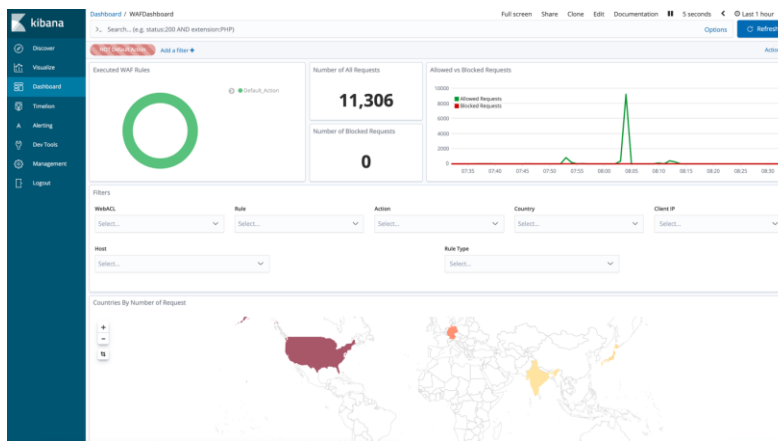 kibana
Discover
Visualize
Dashboard
Timelion
Alerting
Dev Tools
Management
Logout
Dashboard / WAFDashboard
Full screen Share Clone Edit Documentation 5 seconds Last 1 hour
>_ Search... (e.g. status:200 AND extension:PHP)
Options
Refresh
NOT Default Action
Add a filter +
Executed WAF Rules
Default_Action
Number of All Requests
11,306
Number of Blocked Requests
0
Allowed vs Blocked Requests
10000
8000
6000
4000
2000
0
Allowed Requests
Blocked Requests
07:35 07:40 07:45 07:50 07:55 08:00 08:05 08:10 08:15 08:20 08:25 08:30
Filters
WebACL Rule Action Country Client IP
Select... Select... Select... Select... Select...
Host Rule Type
Select... Select...
Countries By Number of Request
+
−